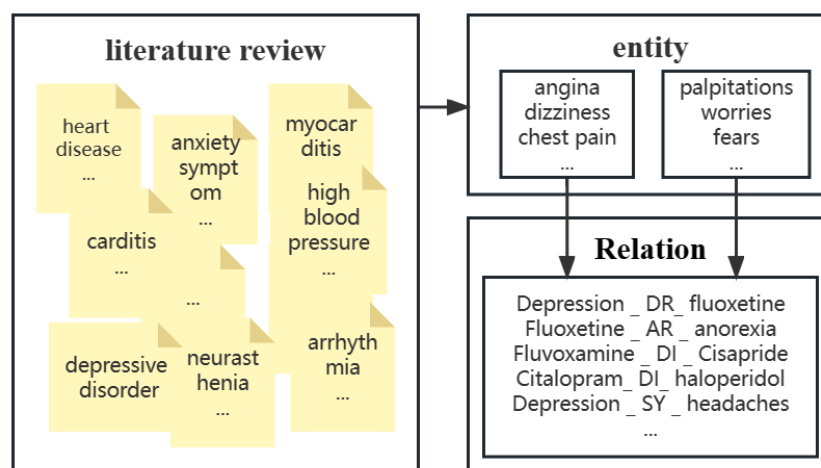 literature review
heart
disease
...
anxiety
sympt
om
...
myocar
ditis
high
blood
pressure
...
carditis
...
...
depressive
disorder
neurast
henia
...
arrhyth
mia
...
entity
angina
dizziness
chest pain
...
palpitations
worries
fears
...
Relation
Depression _ DR_ fluoxetine
Fluoxetine _ AR _ anorexia
Fluvoxamine _ DI _ Cisapride
Citalopram_ DI_ haloperidol
Depression _ SY _ headaches
...